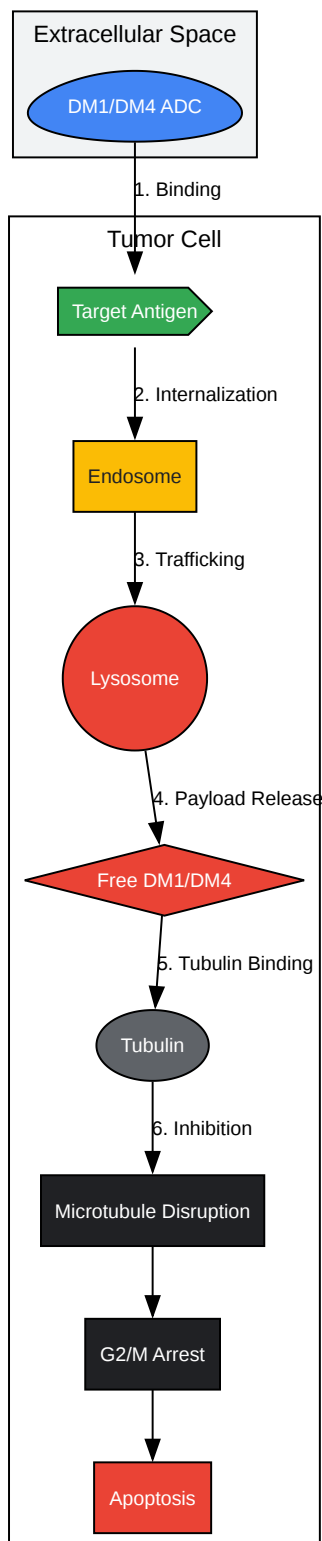 Extracellular Space
DM1/DM4 ADC
1. Binding
Tumor Cell
Target Antigen
2. Internalization
Endosome
3. Trafficking
Lysosome
4. Payload Release
Free DM1/DM4
5. Tubulin Binding
Tubulin
6. Inhibition
Microtubule Disruption
G2/M Arrest
Apoptosis